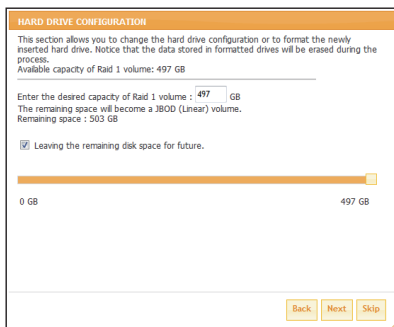 HARD DRIVE CONFIGURATION
This section allows you to change the hard drive configuration or to format the newly
inserted hard drive. Notice that the data stored in formatted drives will be erased during the
process.
Available capacity of Raid 1 volume: 497 GB
Enter the desired capacity of Raid 1 volume : 497 GB
The remaining space will become a JBOD (Linear) volume.
Remaining space : 503 GB
Leaving the remaining disk space for future.
0 GB 497 GB
Back Next Skip